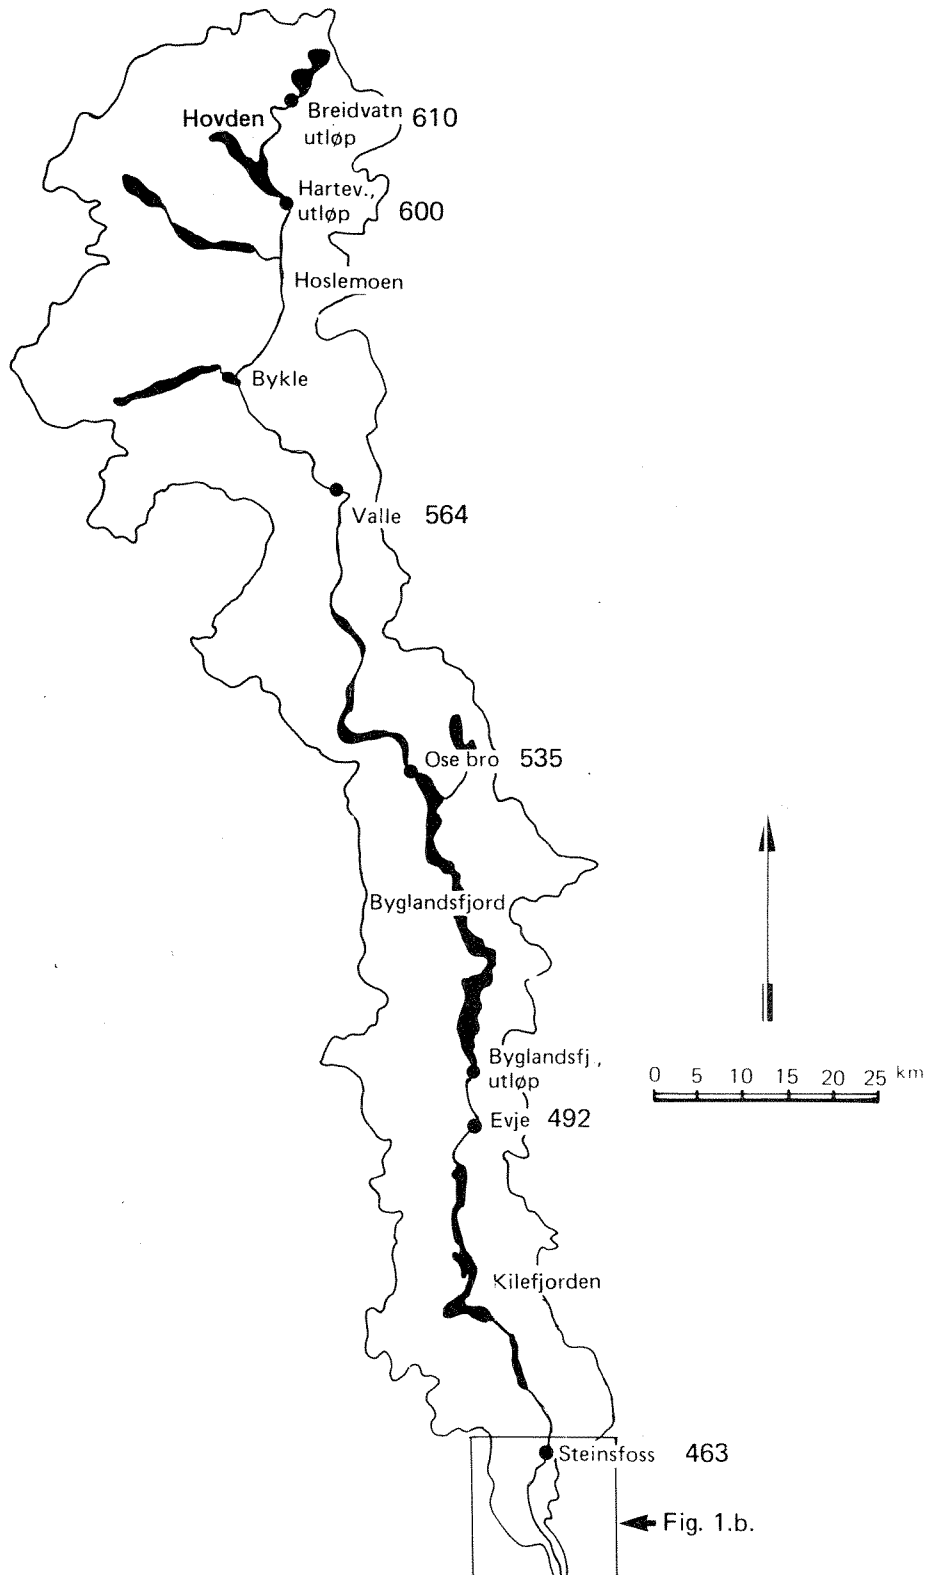 Hovden
Breidvatn 610
utløp
Hartev.,
utløp 600
Hoslemoen
Bykle
Valle 564
Ose bro 535
Byglandsfjord
Byglandsfj.,
utløp
0 5 10 15 20 25 km
Evje 492
Kilefjorden
Steinsfoss 463
Fig. 1.b.